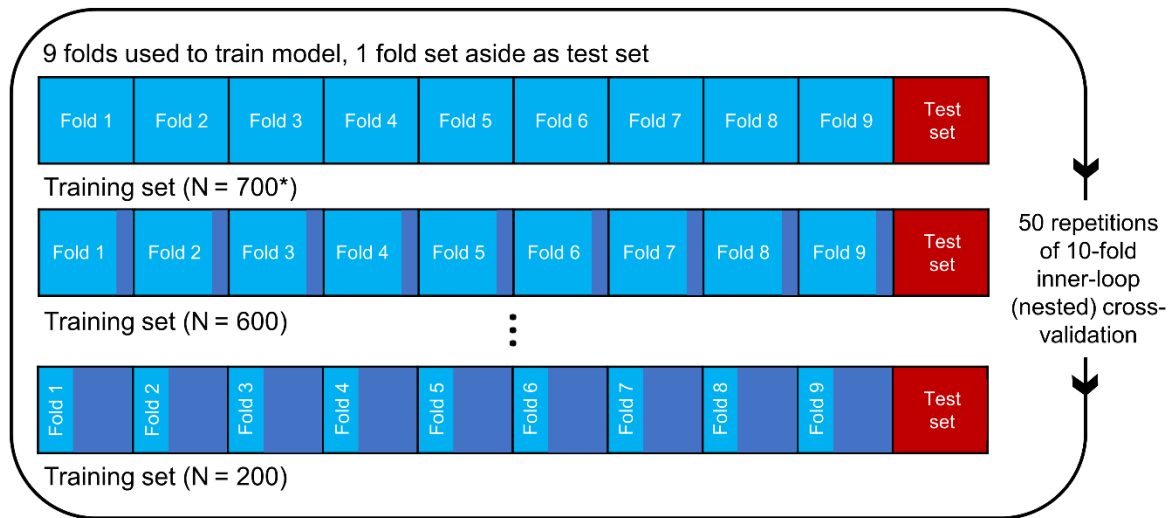 9 folds used to train model, 1 fold set aside as test set
Fold 1 Fold 2 Fold 3 Fold 4 Fold 5 Fold 6 Fold 7 Fold 8 Fold 9 Test
set
Training set (N = 700*)
Fold 1 Fold 2 Fold 3 Fold 4 Fold 5 Fold 6 Fold 7 Fold 8 Fold 9 Test
set
Training set (N = 600)
Fold 1 Fold 2 Fold 3 Fold 4 Fold 5 Fold 6 Fold 7 Fold 8 Fold 9 Test
set
Training set (N = 200)
50 repetitions
of 10-fold
inner-loop
(nested) cross-
validation